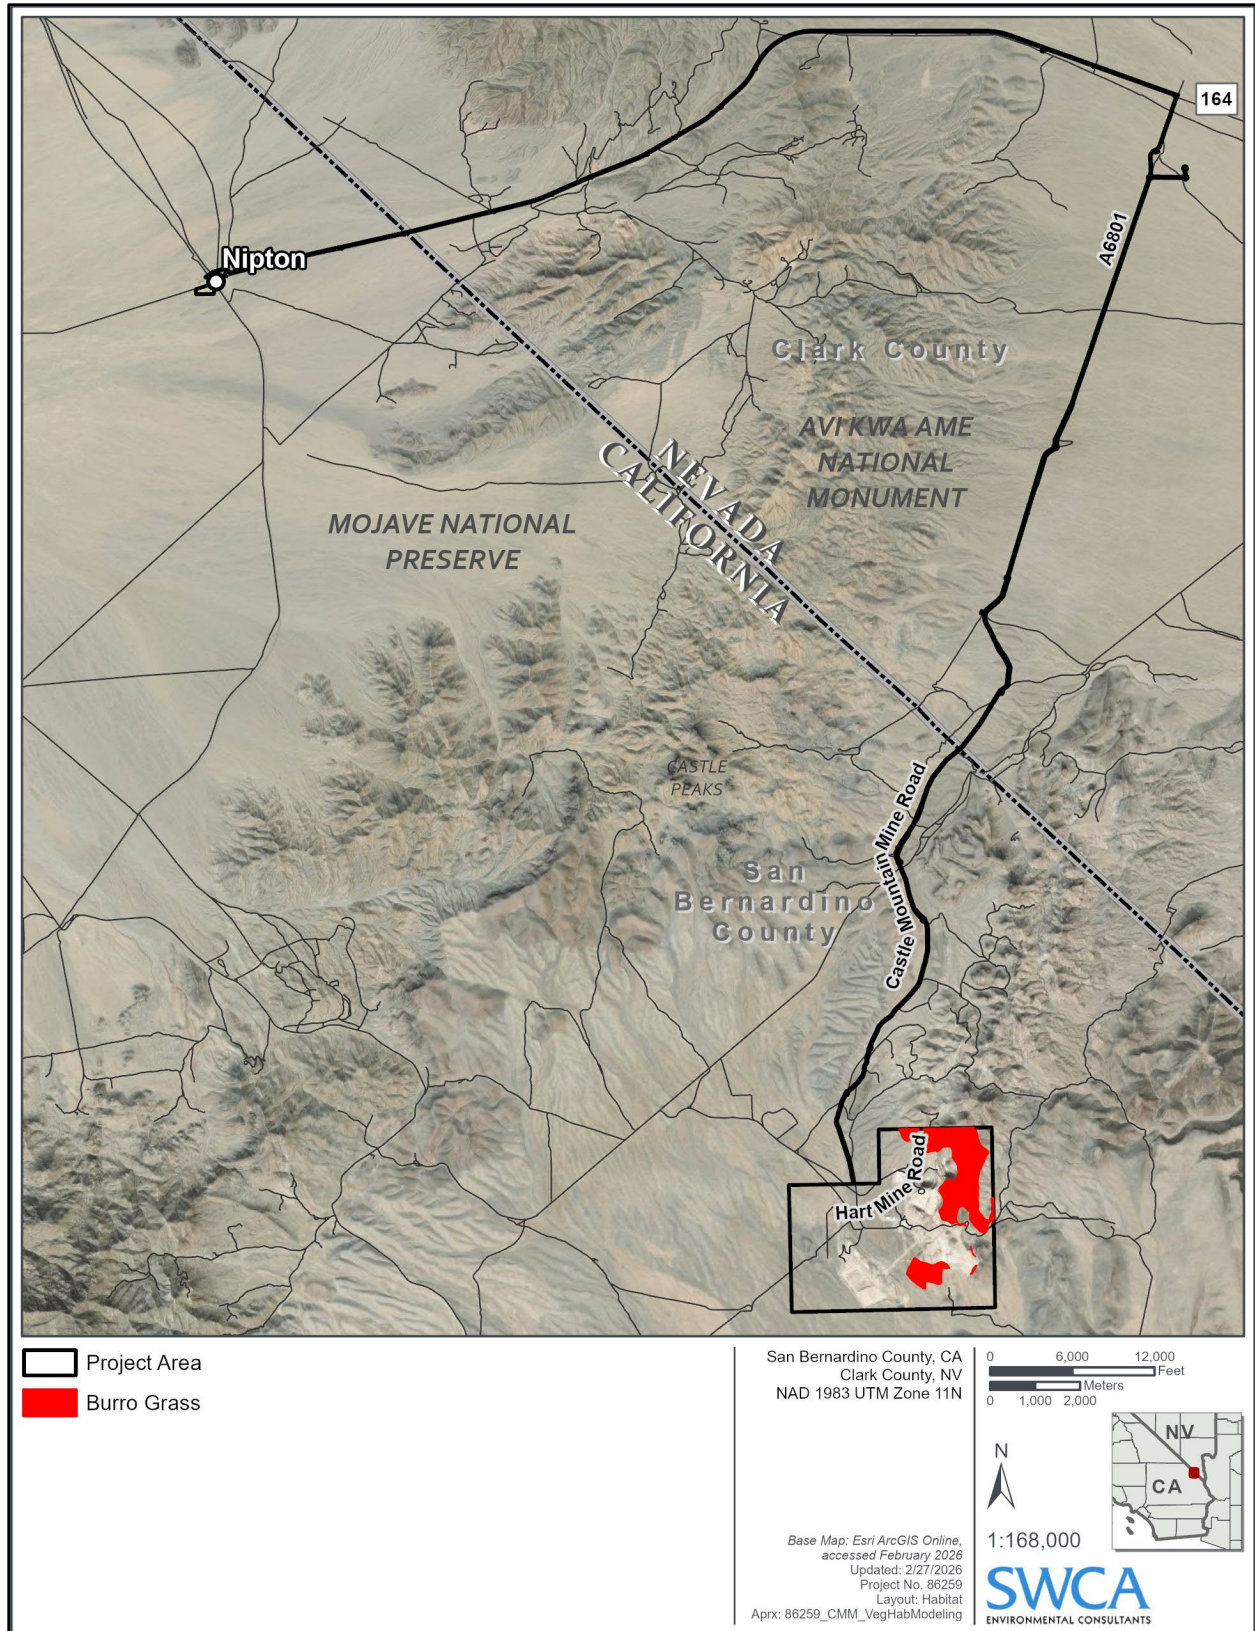 164
Nipton
A6801
Clark County
AVI KWA AME
NATIONAL
MONUMENT
NEVADA
CALIFORNIA
MOJAVE NATIONAL
PRESERVE
CASTLE
PEAKS
Castle Mountain Mine Road
San
Bernardino
County
Hart Mine Road
Project Area
Burro Grass
San Bernardino County, CA
Clark County, NV
NAD 1983 UTM Zone 11N
0 6,000 12,000
Feet
Meters
0 1,000 2,000
N
1:168,000
NV
CA
Base Map: Esri ArcGIS Online,
accessed February 2026
Updated: 2/27/2026
Project No. 86259
Layout: Habitat
Aprx: 86259_CMM_VegHabModeling
SWCA
ENVIRONMENTAL CONSULTANTS